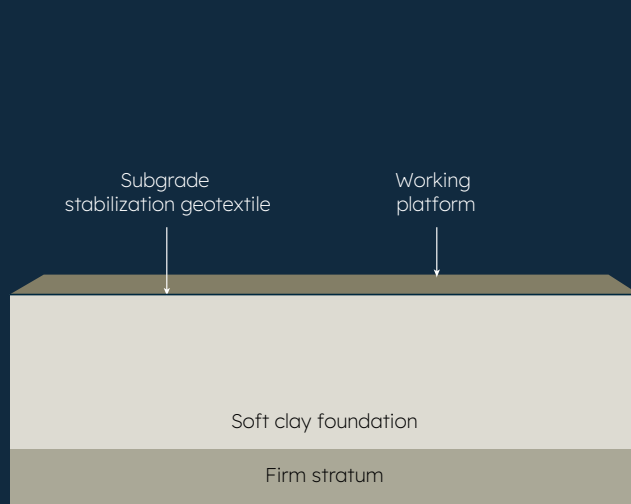 Subgrade
stabilization geotextile
Working
platform
Soft clay foundation
Firm stratum